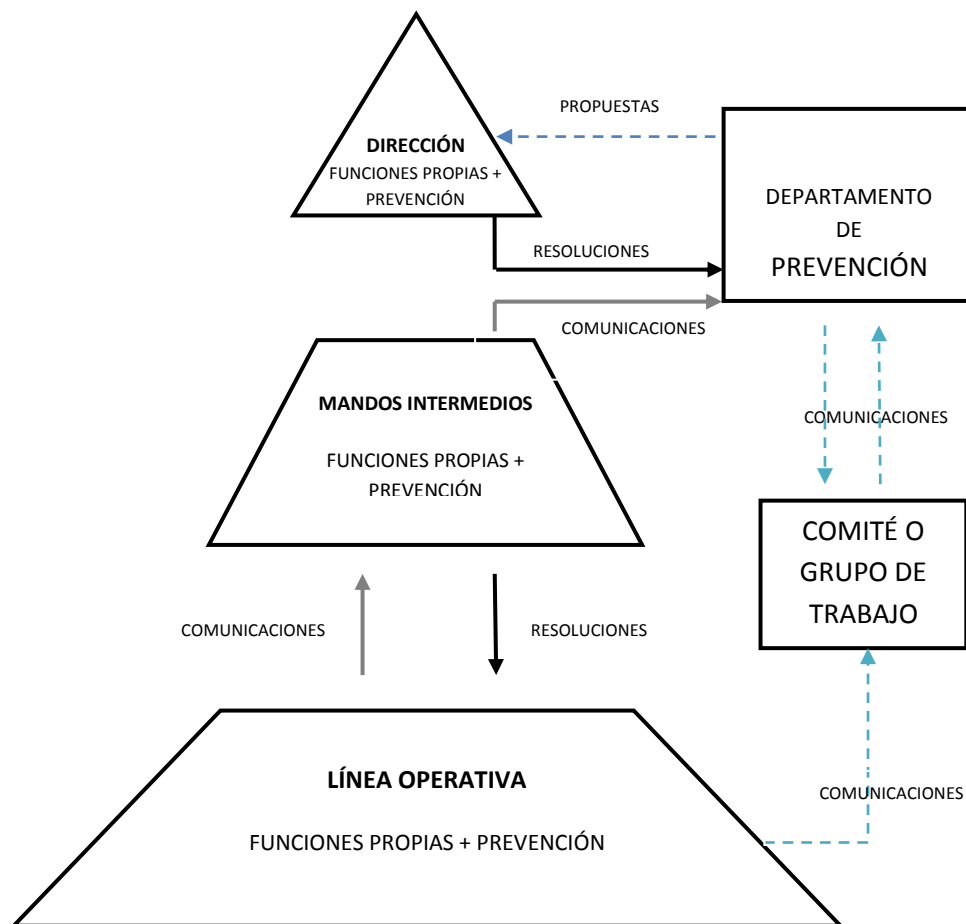 PROPUESTAS
DIRECCIÓN
FUNCIONES PROPIAS +
PREVENCIÓN
DEPARTAMENTO
DE
PREVENCIÓN
RESOLUCIONES
COMUNICACIONES
MANDOS INTERMEDIOS
FUNCIONES PROPIAS +
PREVENCIÓN
COMUNICACIONES
COMITÉ O
GRUPO DE
TRABAJO
COMUNICACIONES
RESOLUCIONES
LÍNEA OPERATIVA
FUNCIONES PROPIAS + PREVENCIÓN
COMUNICACIONES